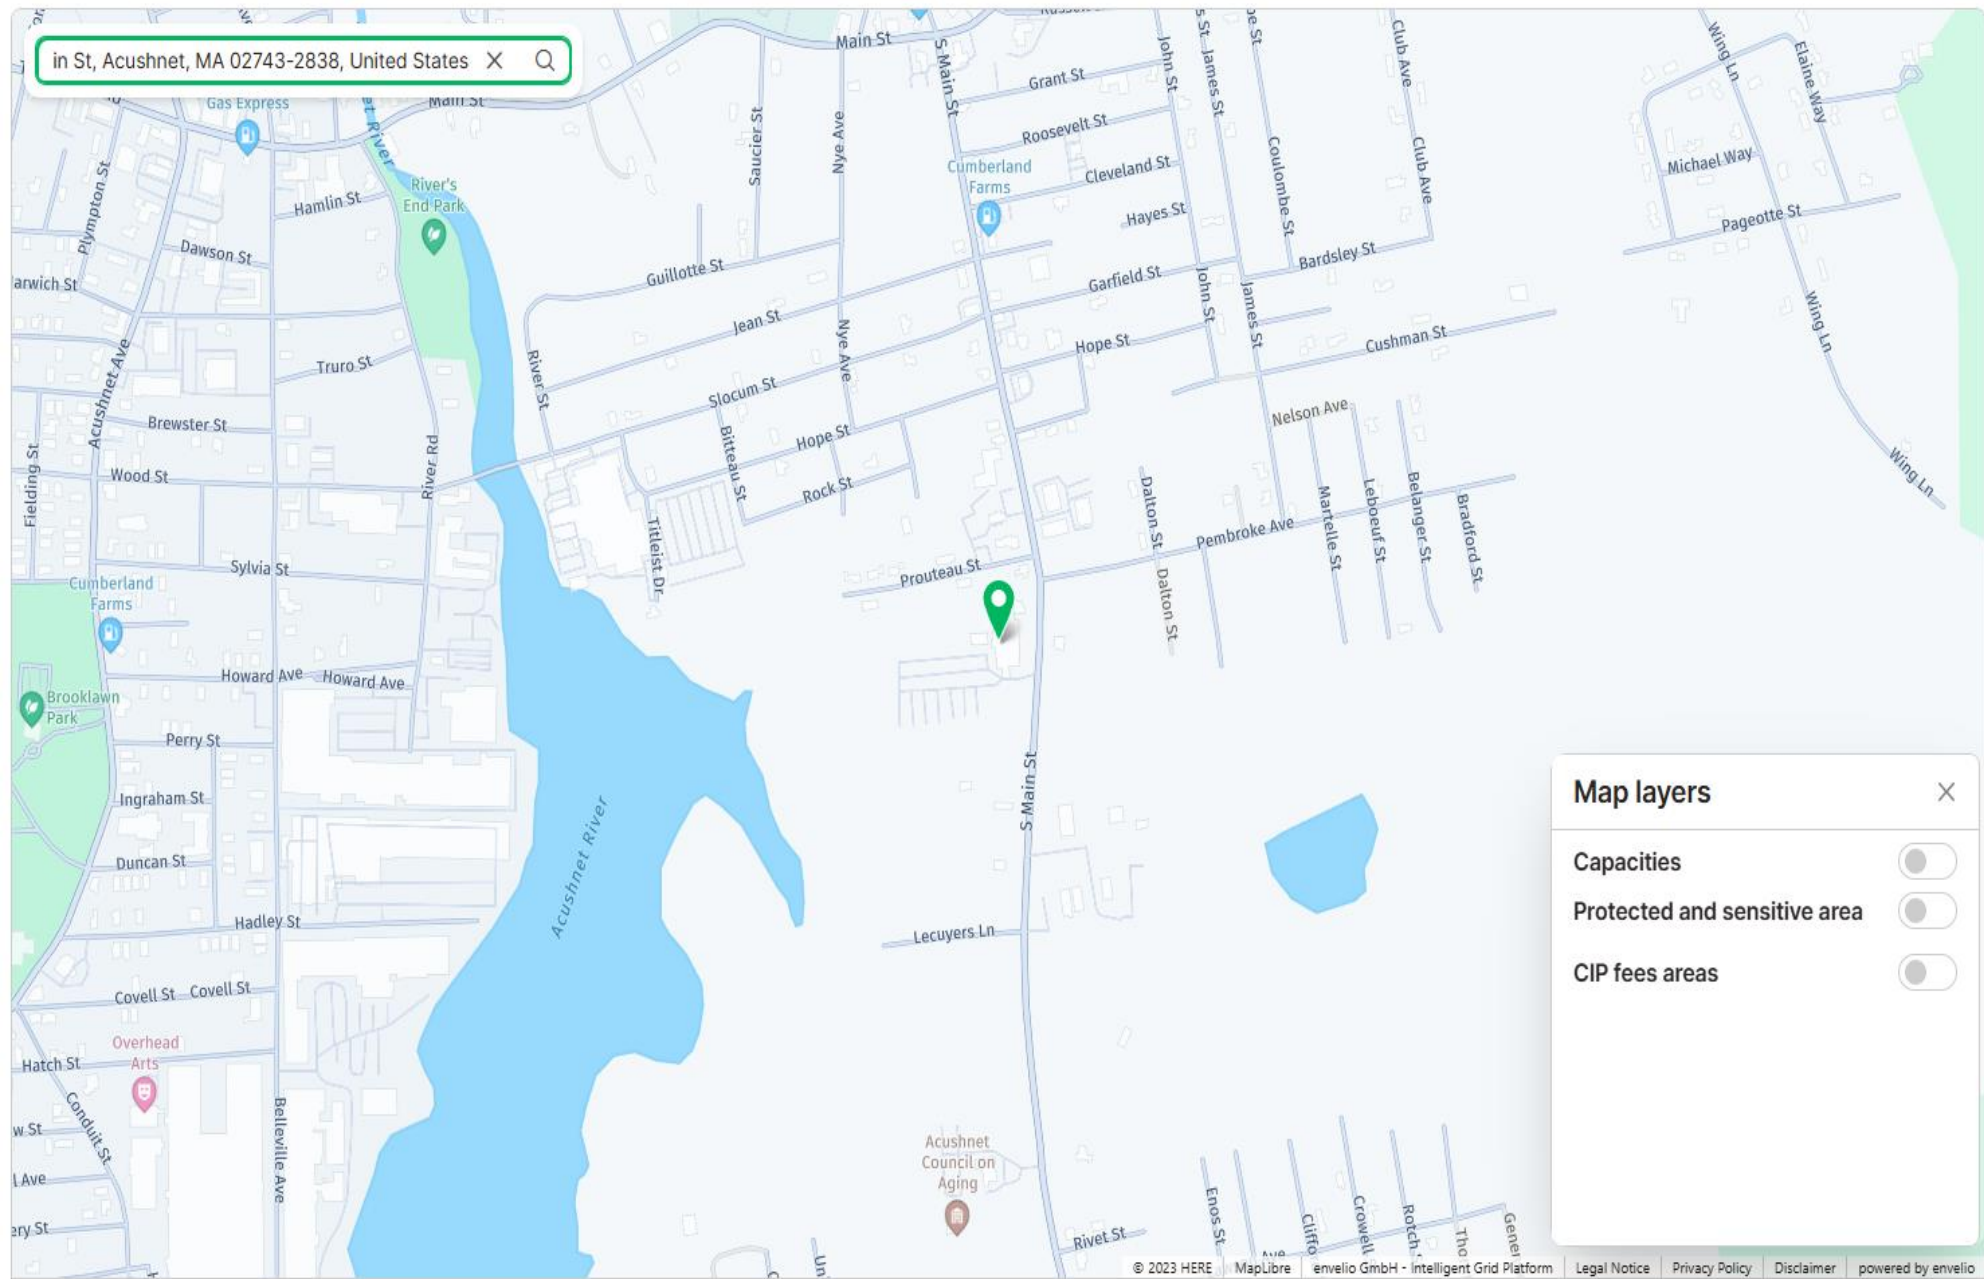 in St, Acushnet, MA 02743-2838, United States
Main St
Main St
S Main St
Grant St
Roosevelt St
Cleveland St
Hayes St
John St
James St
Coulombe St
Club Ave
Club Ave
Wing Ln
Elaine Way
Michael Way
Pageotte St
Gas Express
River's
End Park
Plympton St
Hamlin St
Dawson St
Saucier St
Nye Ave
Cumberland
Farms
Guillotte St
Jean St
Garfield St
Bardsley St
John St
James St
Wing Ln
Acushnet Ave
Truro St
River St
Nye Ave
Hope St
Cushman St
Slocum St
Brewster St
Bitteau St
Hope St
Nelson Ave
Fielding St
Wood St
River Rd
Rock St
Wing Ln
Titleist Dr
Dalton St
Pembroke Ave
Martelle St
Leboeuf St
Belanger St
Bradford St
Sylvia St
Prouteau St
Cumberland
Farms
Dalton St
Howard Ave
Howard Ave
Brooklawn
Park
Perry St
Ingraham St
S Main St
Duncan St
Acushnet River
Hadley St
Lecuyers Ln
Covell St
Covell St
Overhead
Arts
Hatch St
Conduit St
w St
Belleville Ave
Acushnet
Council on
Aging
Rivet St
Enos St
Crowell
Map layers
Capacities
Protected and sensitive area
CIP fees areas
© 2023 HERE
MapLibre
envelio GmbH - Intelligent Grid Platform
Legal Notice
Privacy Policy
Disclaimer
powered by envelio